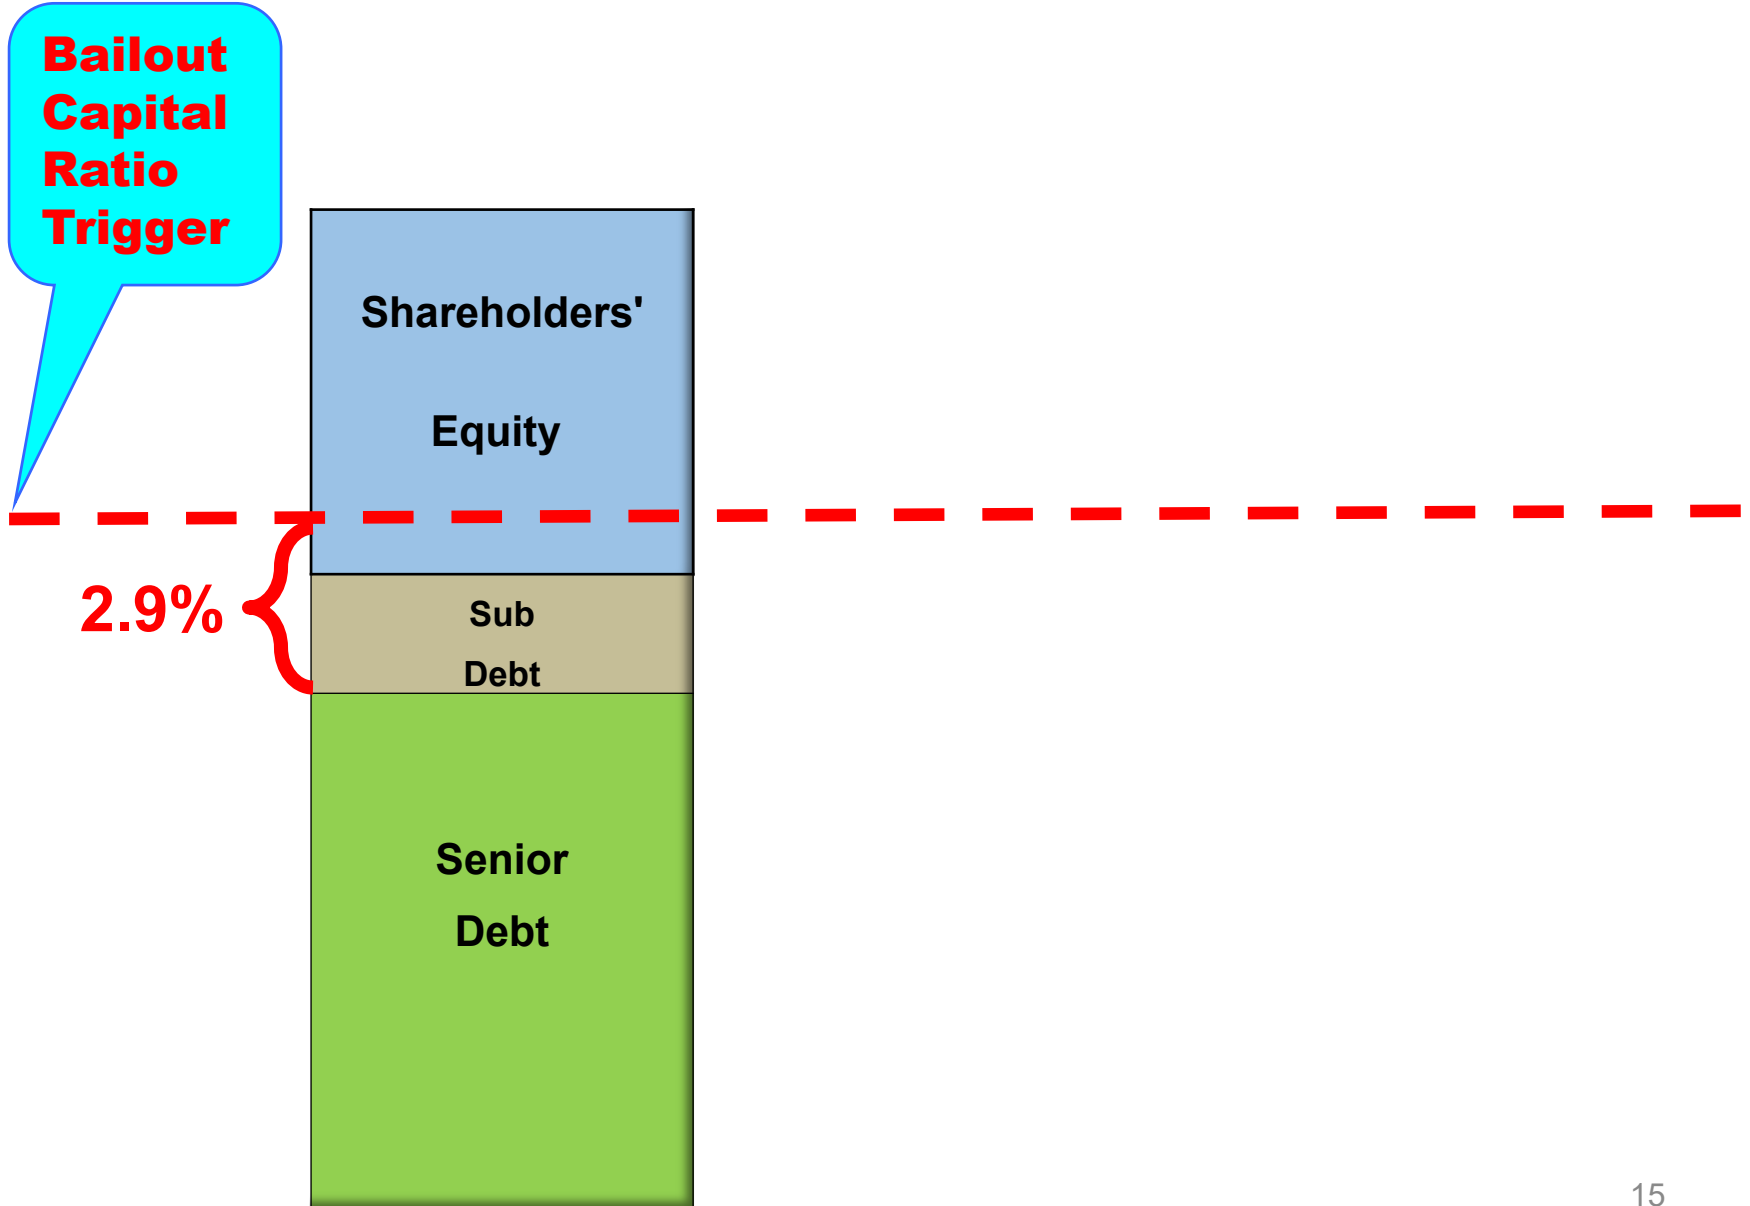 Bailout
Capital
Ratio
Trigger
Shareholders'
Equity
2.9%
Sub
Debt
Senior
Debt
15